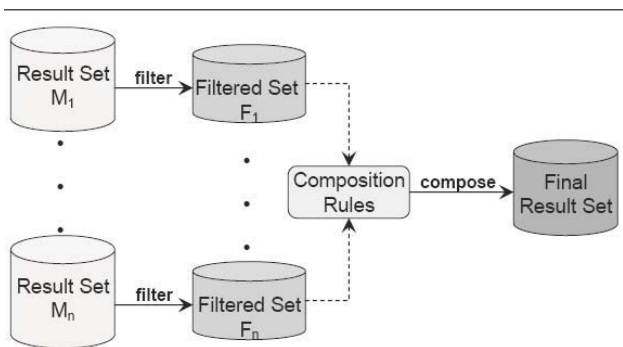 Result Set
M1
filter
Filtered Set
F1
Composition
Rules
compose
Final
Result Set
Result Set
Mn
filter
Filtered Set
Fn